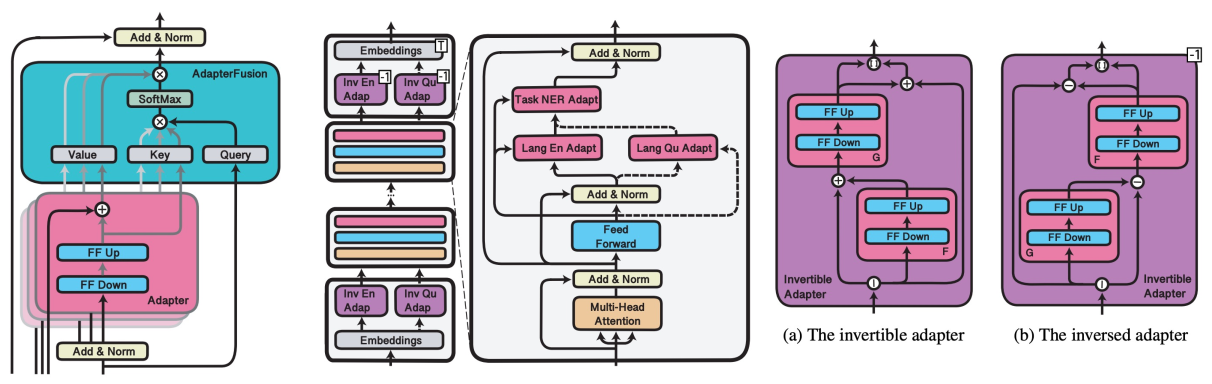 Add & Norm
AdapterFusion
SoftMax
Value
Key
Query
FF Up
FF Down
Adapter
Add & Norm
Embeddings
T
Inv En
Adap
-1
Inv Qu
Adap
-1
...
Inv En
Adap
Inv Qu
Adap
Embeddings
Add & Norm
Task NER Adapt
Lang En Adapt
Lang Qu Adapt
Add & Norm
Feed
Forward
Add & Norm
Multi-Head
Attention
FF Up
FF Down
G
FF Up
FF Down
F
Invertible
Adapter
(a) The invertible adapter
-1
FF Up
FF Down
F
FF Up
FF Down
G
Invertible
Adapter
(b) The inversed adapter